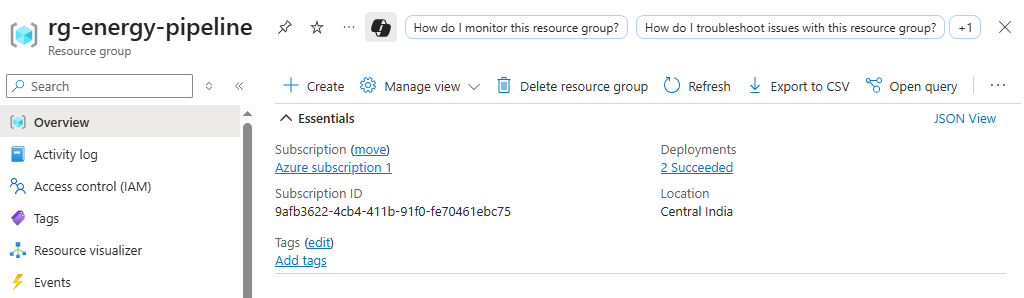 rg-energy-pipeline
Resource group
How do I monitor this resource group?
How do I troubleshoot issues with this resource group?
+1
Search
Create
Manage view
Delete resource group
Refresh
Export to CSV
Open query
Overview
Activity log
Access control (IAM)
Tags
Resource visualizer
Events
Essentials
JSON View
Subscription (move)
Azure subscription 1
Subscription ID
9afb3622-4cb4-411b-91f0-fe70461ebc75
Tags (edit)
Add tags
Deployments
2 Succeeded
Location
Central India